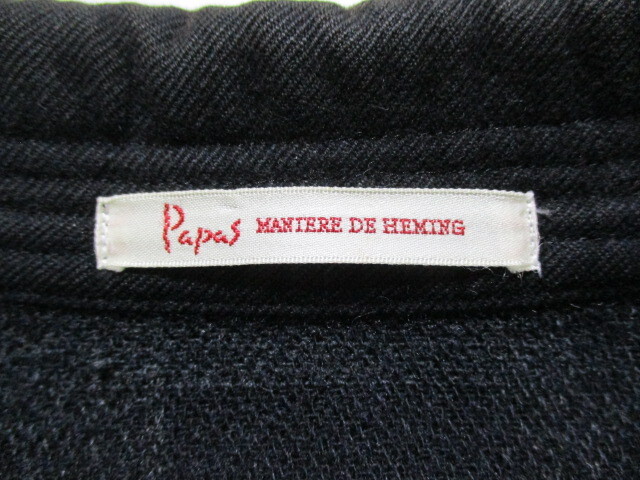 Papas MANIERE DE HEMING